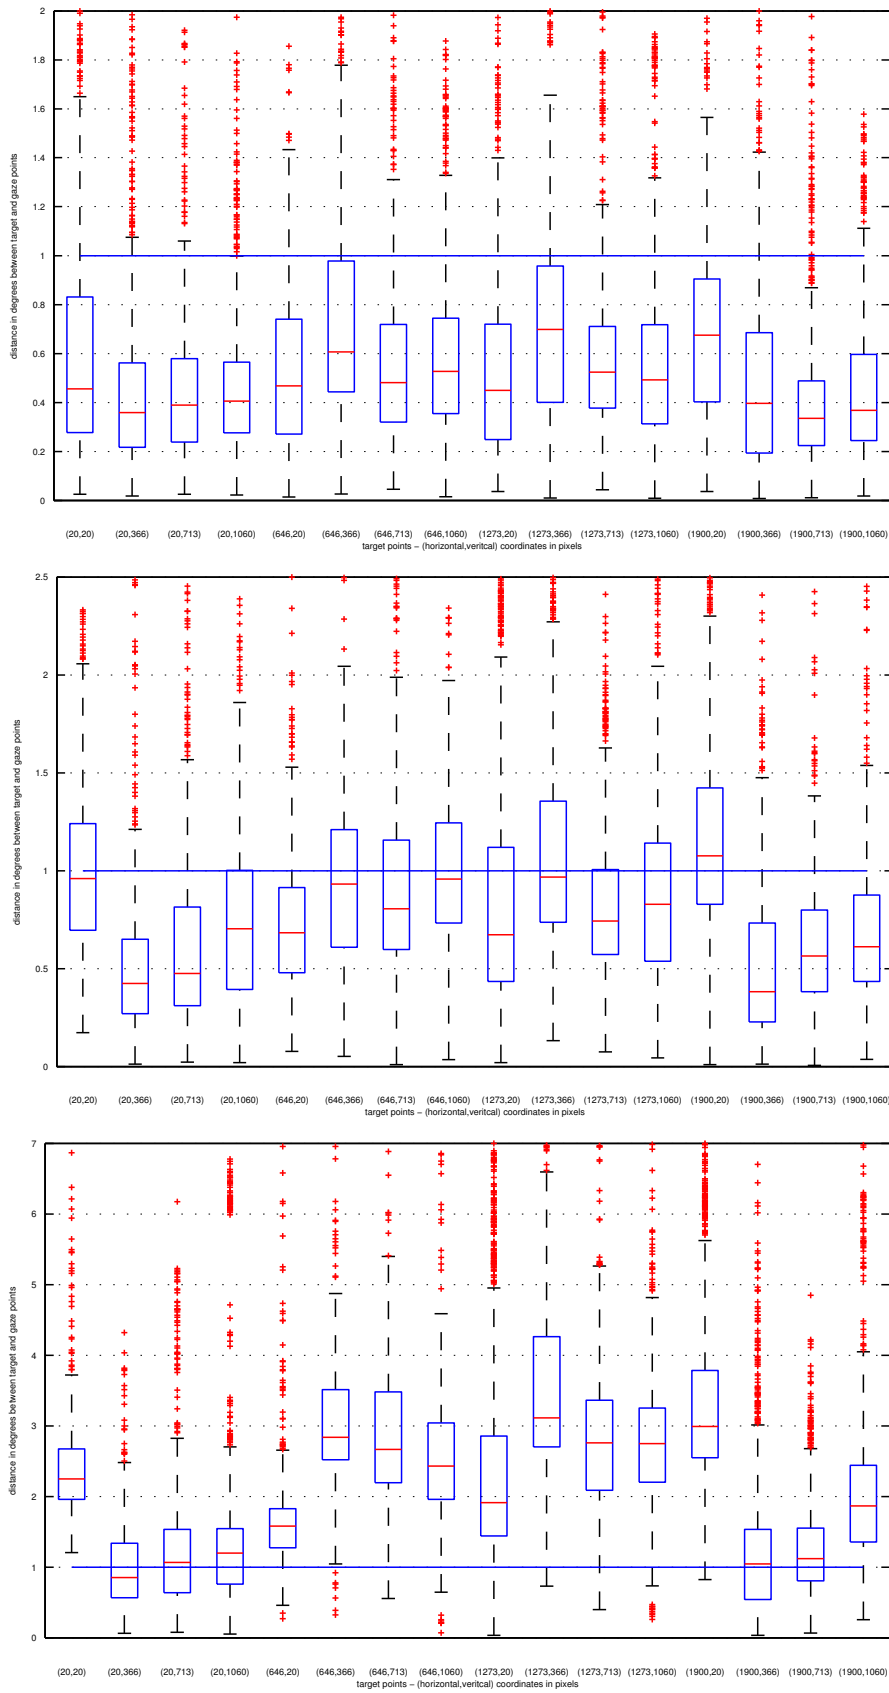 2
1.8
1.6
1.4
1.2
1
0.8
0.6
0.4
0.2
0
distance in degrees between target and gaze points
(20,20) (20,366) (20,713) (20,1060) (646,20) (646,366) (646,713) (646,1060) (1273,20) (1273,366) (1273,713) (1273,1060) (1900,20) (1900,366) (1900,713) (1900,1060)
target points − (horizontal,veritcal) coordinates in pixels
2.5
2
1.5
1
0.5
0
distance in degrees between target and gaze points
(20,20) (20,366) (20,713) (20,1060) (646,20) (646,366) (646,713) (646,1060) (1273,20) (1273,366) (1273,713) (1273,1060) (1900,20) (1900,366) (1900,713) (1900,1060)
target points − (horizontal,veritcal) coordinates in pixels
7
6
5
4
3
2
1
0
distance in degrees between target and gaze points
(20,20) (20,366) (20,713) (20,1060) (646,20) (646,366) (646,713) (646,1060) (1273,20) (1273,366) (1273,713) (1273,1060) (1900,20) (1900,366) (1900,713) (1900,1060)
target points − (horizontal,veritcal) coordinates in pixels